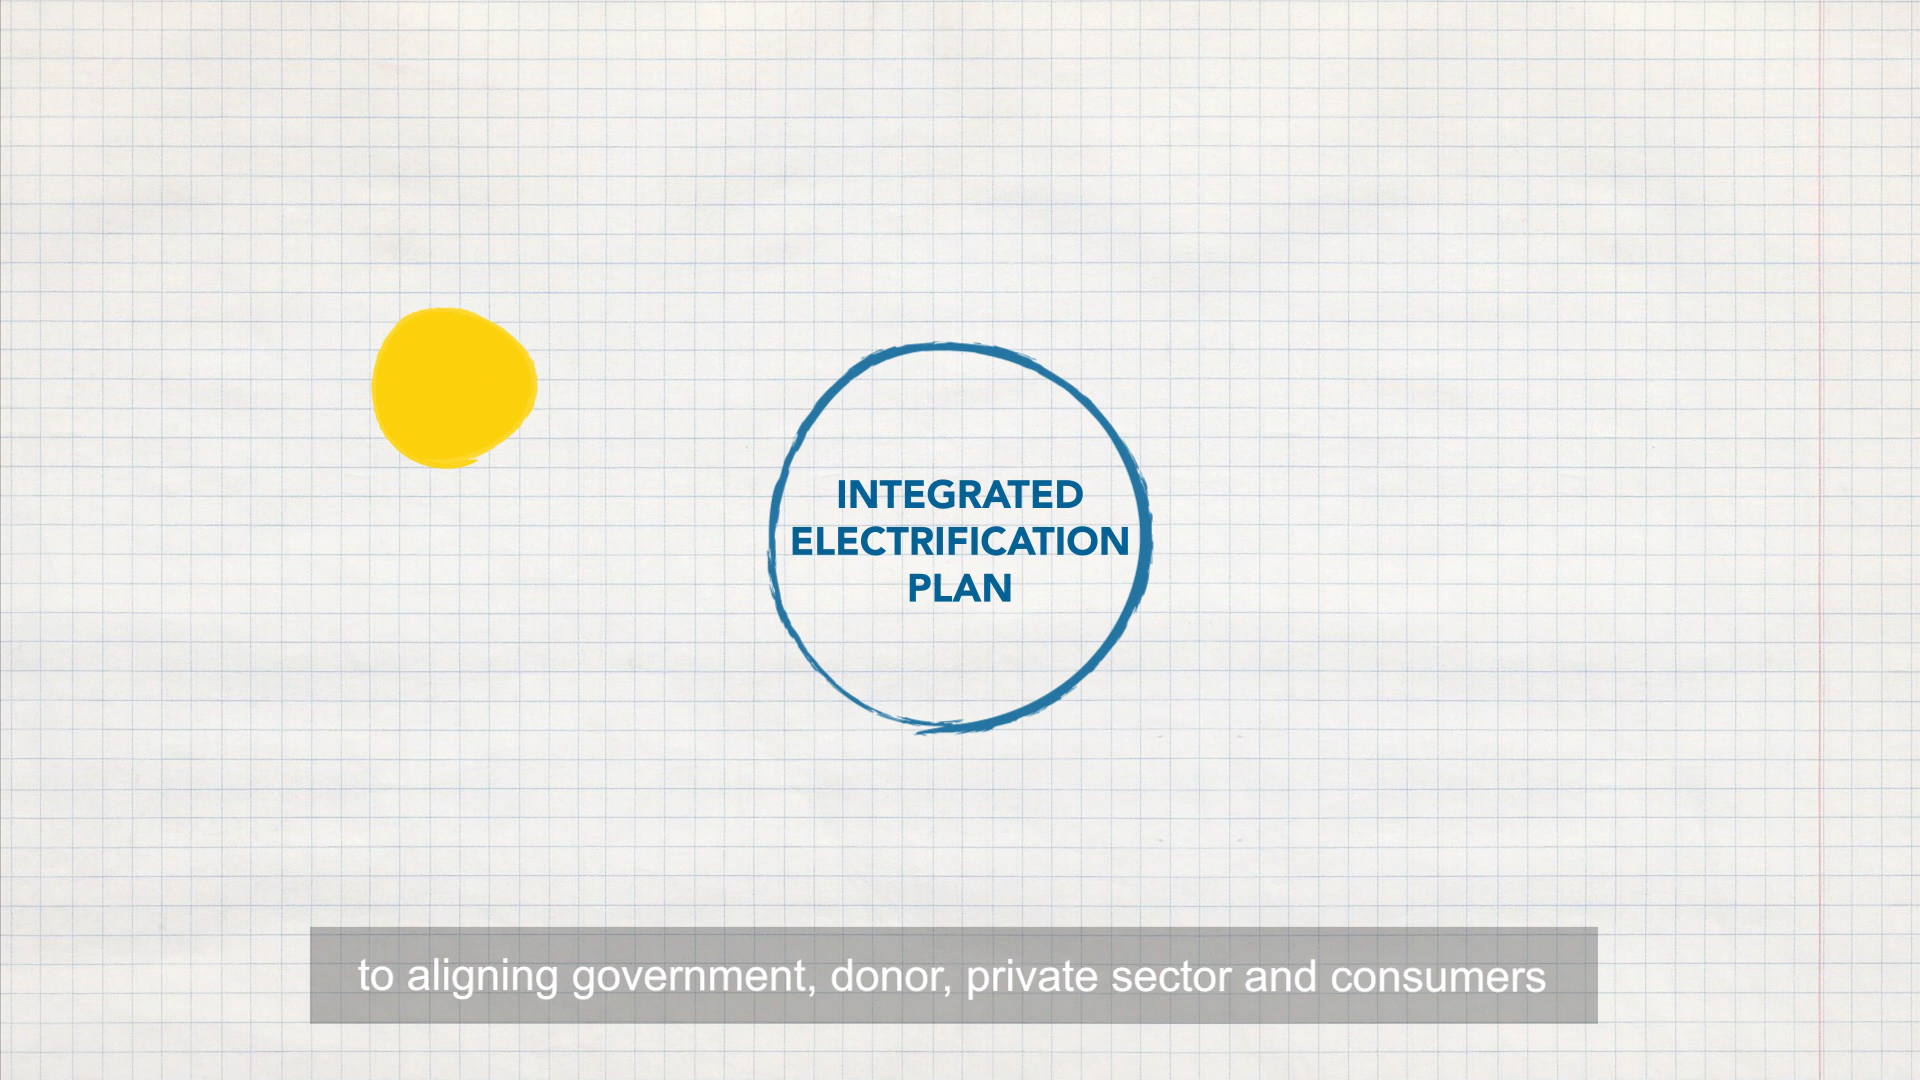 INTEGRATED
ELECTRIFICATION
PLAN
to aligning government, donor, private sector and consumers